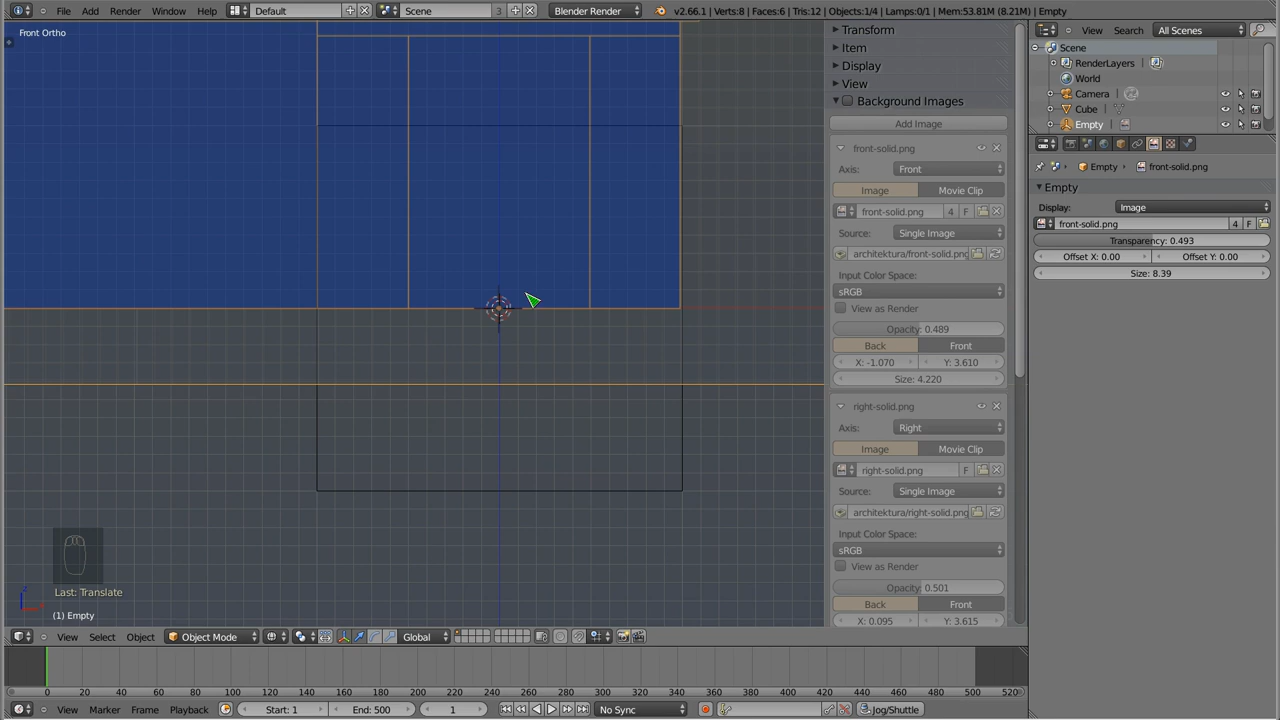 File Add Render Window Help Default Scene 3 Blender Render v2.66.1 | Verts:8 | Faces:6 | Tris:12 | Objects:1/4 | Lamps:0/1 | Mem:53.81M (8.21M) | Empty
Front Ortho
Transform
Item
Display
View
Background Images
Add Image
front-solid.png
Axis: Front
Image Movie Clip
front-solid.png 4 F
Source: Single Image
architektura/front-solid.png
Input Color Space:
sRGB
View as Render
Opacity: 0.489
Back Front
X: -1.070 Y: 3.610
Size: 4.220
right-solid.png
Axis: Right
Image Movie Clip
right-solid.png F
Source: Single Image
architektura/right-solid.png
Input Color Space:
sRGB
View as Render
Opacity: 0.501
Back Front
X: 0.095 Y: 3.615
View Search All Scenes
Scene
RenderLayers
World
Camera
Cube
Empty
Empty front-solid.png
Empty
Display: Image
front-solid.png 4 F
Transparency: 0.493
Offset X: 0.00 Offset Y: 0.00
Size: 8.39
Last: Translate
(1) Empty
View Select Object Object Mode Global
0 20 40 60 80 100 120 140 160 180 200 220 240 260 280 300 320 340 360 380 400 420 440 460 480 500 520
View Marker Frame Playback Start: 1 End: 500 1 No Sync Jog/Shuttle